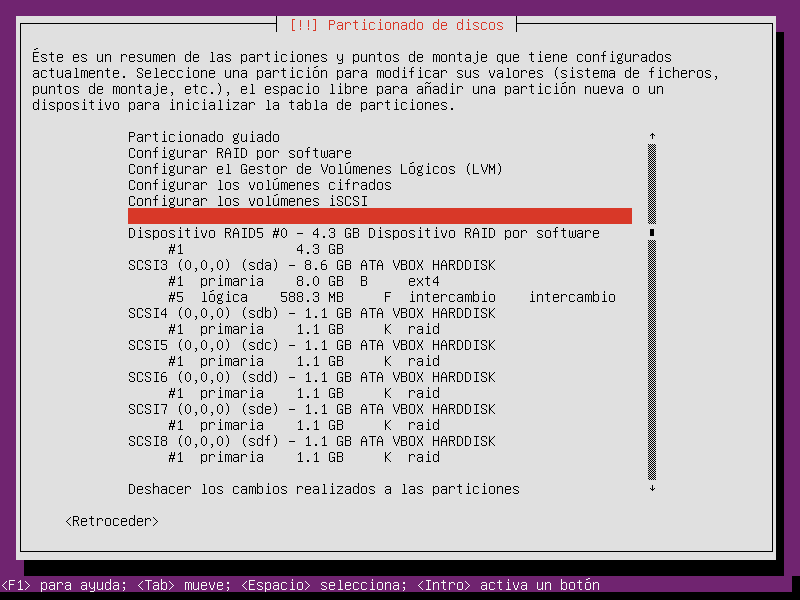 [!!] Particionado de discos
Éste es un resumen de las particiones y puntos de montaje que tiene configurados
actualmente. Seleccione una partición para modificar sus valores (sistema de ficheros,
puntos de montaje, etc.), el espacio libre para añadir una partición nueva o un
dispositivo para inicializar la tabla de particiones.
Particionado guiado
Configurar RAID por software
Configurar el Gestor de Volúmenes Lógicos (LVM)
Configurar los volúmenes cifrados
Configurar los volúmenes iSCSI
Dispositivo RAID5 #0 – 4.3 GB Dispositivo RAID por software
#1 4.3 GB
SCSI3 (0,0,0) (sda) – 8.6 GB ATA VBOX HARDDISK
#1 primaria 8.0 GB B ext4
#5 lógica 588.3 MB F intercambio intercambio
SCSI4 (0,0,0) (sdb) – 1.1 GB ATA VBOX HARDDISK
#1 primaria 1.1 GB K raid
SCSI5 (0,0,0) (sdc) – 1.1 GB ATA VBOX HARDDISK
#1 primaria 1.1 GB K raid
SCSI6 (0,0,0) (sdd) – 1.1 GB ATA VBOX HARDDISK
#1 primaria 1.1 GB K raid
SCSI7 (0,0,0) (sde) – 1.1 GB ATA VBOX HARDDISK
#1 primaria 1.1 GB K raid
SCSI8 (0,0,0) (sdf) – 1.1 GB ATA VBOX HARDDISK
#1 primaria 1.1 GB K raid
Deshacer los cambios realizados a las particiones
<Retroceder>
<F1> para ayuda; <Tab> mueve; <Espacio> selecciona; <Intro> activa un botón